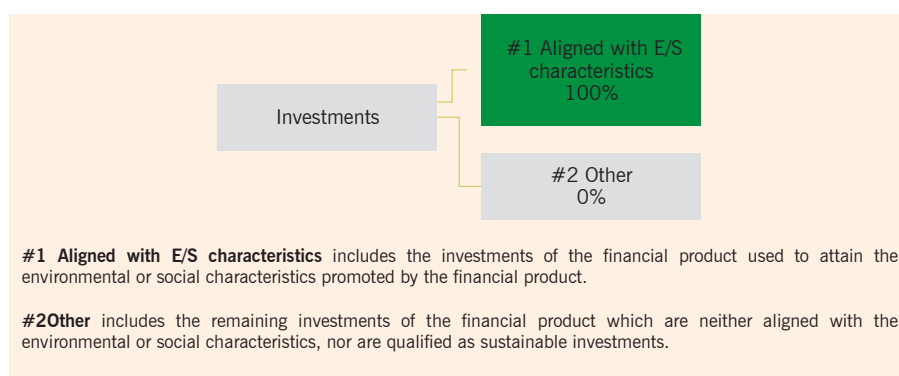 #1 Aligned with E/S
characteristics
100%
Investments
#2 Other
0%
#1 Aligned with E/S characteristics includes the investments of the financial product used to attain the
environmental or social characteristics promoted by the financial product.
#2Other includes the remaining investments of the financial product which are neither aligned with the
environmental or social characteristics, nor are qualified as sustainable investments.